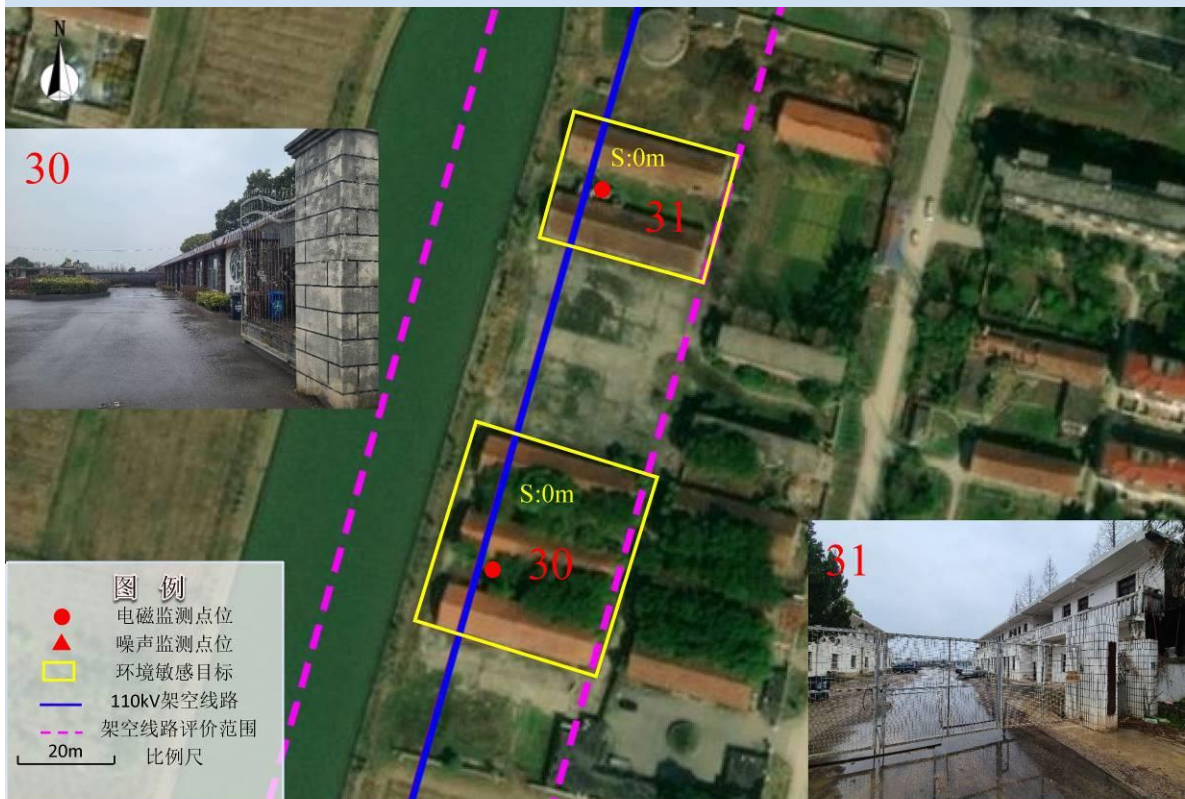 N
30
S:0m
31
S:0m
30
31
图 例
电磁监测点位
噪声监测点位
环境敏感目标
110kV架空线路
架空线路评价范围
20m 比例尺